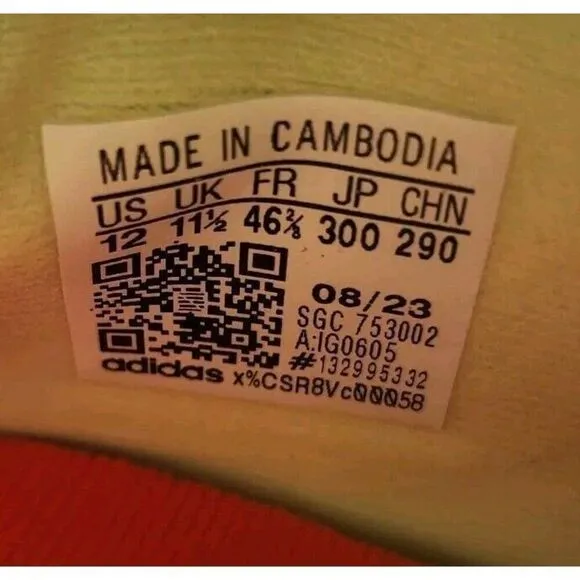 MADE IN CAMBODIA
US UK FR JP CHN
12 11½ 46⅔ 300 290
08/23
SGC 753002
A:IG0605
#132995332
adidas x%CSR8Vc00058